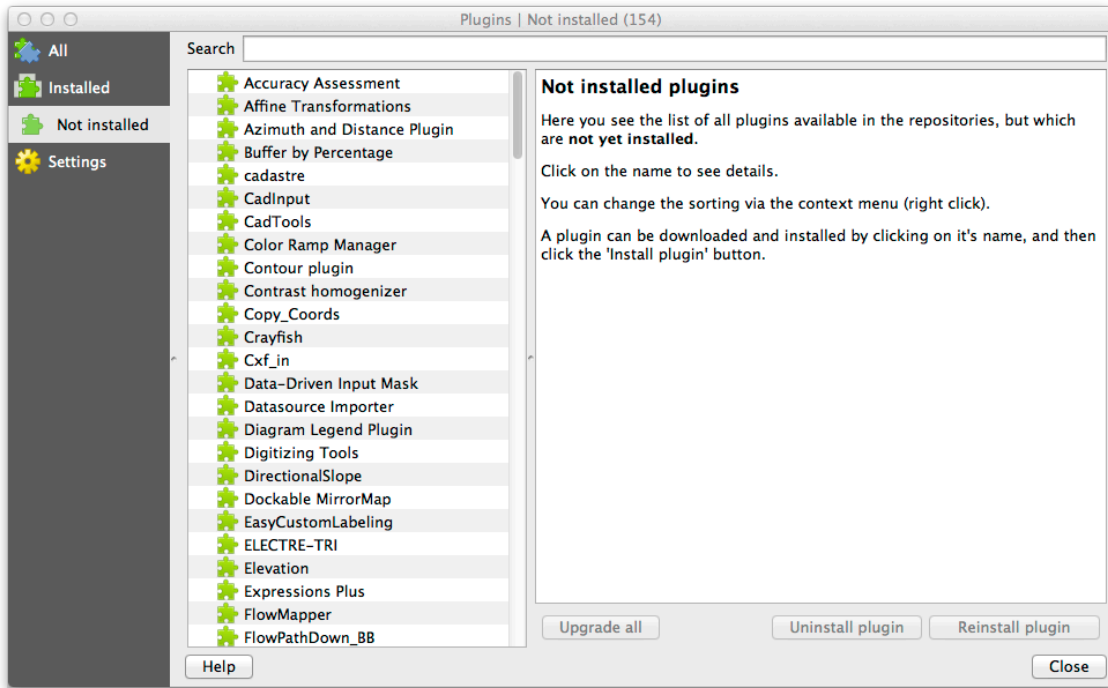 Plugins | Not installed (154)
All
Installed
Not installed
Settings
Search
Accuracy Assessment
Affine Transformations
Azimuth and Distance Plugin
Buffer by Percentage
cadastre
CadInput
CadTools
Color Ramp Manager
Contour plugin
Contrast homogenizer
Copy_Coords
Crayfish
Cxf_in
Data-Driven Input Mask
Datasource Importer
Diagram Legend Plugin
Digitizing Tools
DirectionalSlope
Dockable MirrorMap
EasyCustomLabeling
ELECTRE-TRI
Elevation
Expressions Plus
FlowMapper
FlowPathDown_BB
Not installed plugins
Here you see the list of all plugins available in the repositories, but which
are not yet installed.
Click on the name to see details.
You can change the sorting via the context menu (right click).
A plugin can be downloaded and installed by clicking on it's name, and then
click the 'Install plugin' button.
Upgrade all
Uninstall plugin
Reinstall plugin
Help
Close